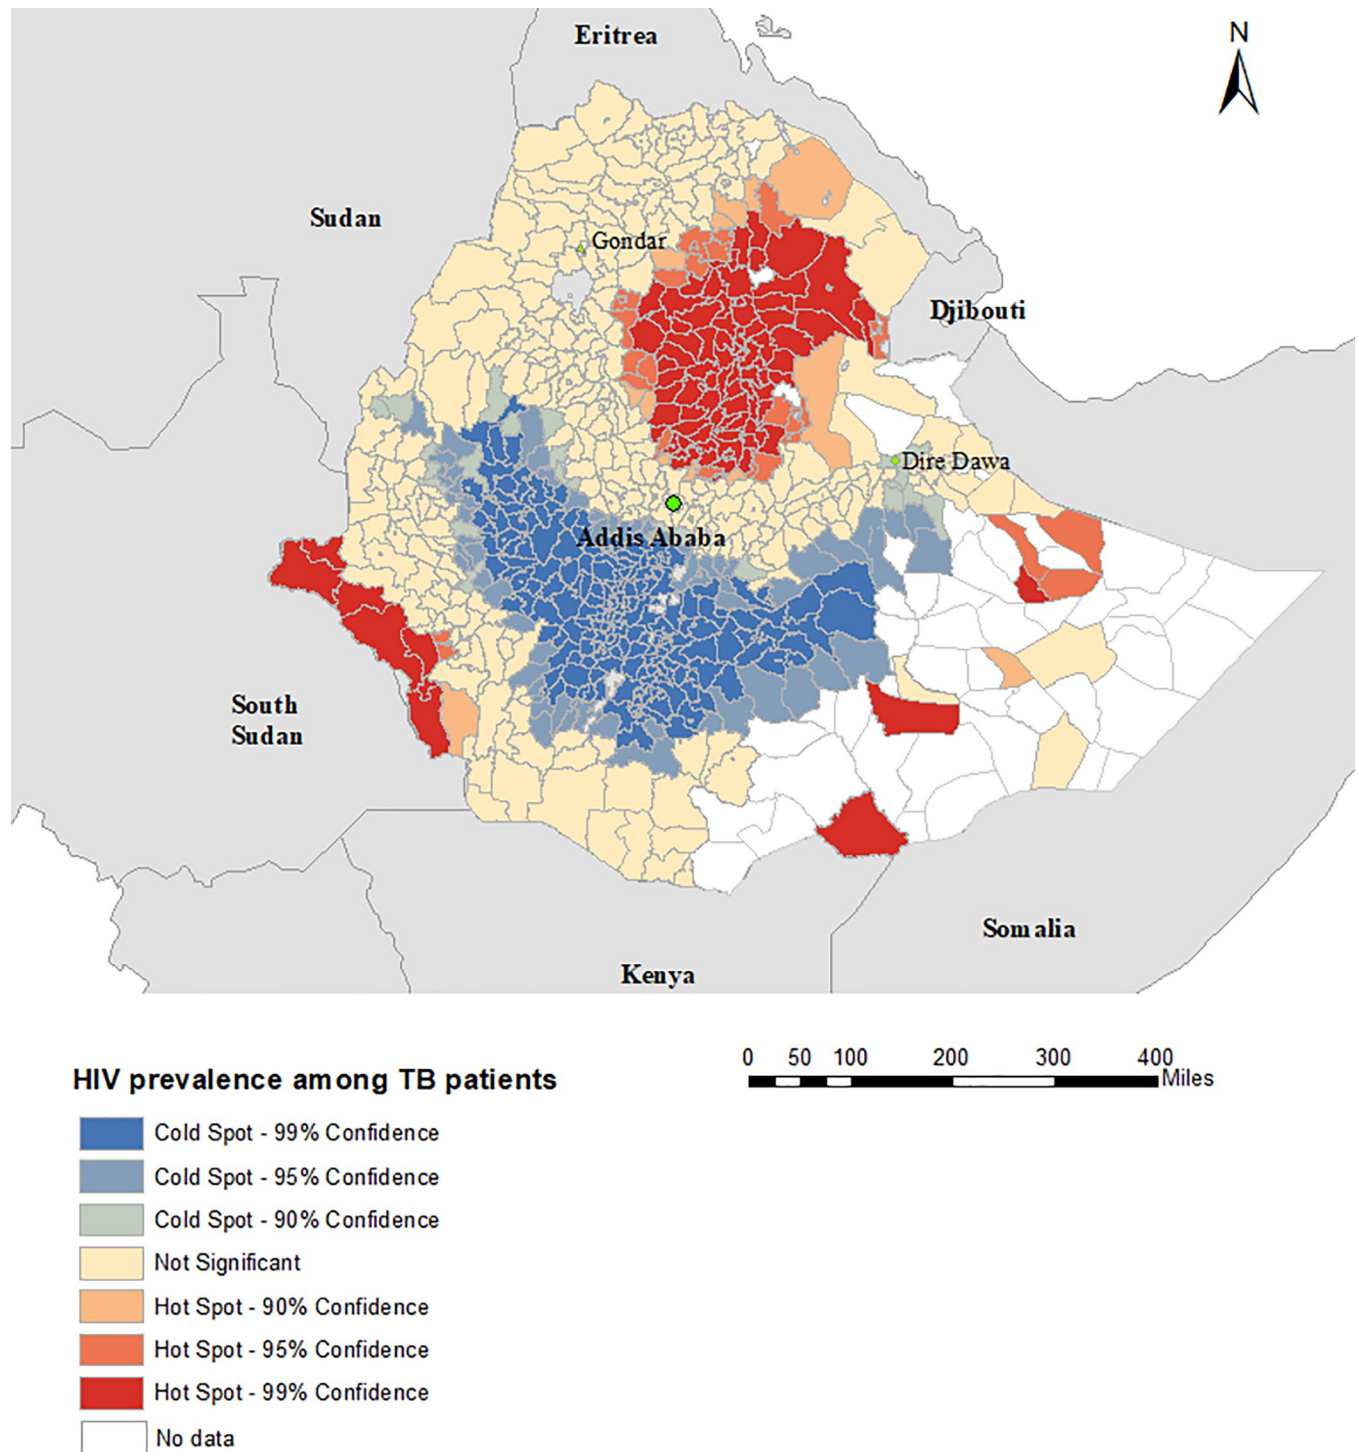 Eritrea
N
Sudan
Gondar
Djibouti
Dire Dawa
Addis Ababa
South
Sudan
Somalia
Kenya
0 50 100 200 300 400
Miles
HIV prevalence among TB patients
Cold Spot - 99% Confidence
Cold Spot - 95% Confidence
Cold Spot - 90% Confidence
Not Significant
Hot Spot - 90% Confidence
Hot Spot - 95% Confidence
Hot Spot - 99% Confidence
No data